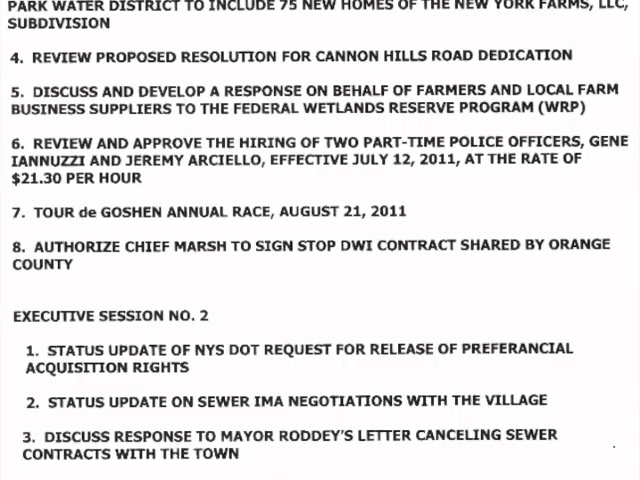 PARK WATER DISTRICT TO INCLUDE 75 NEW HOMES OF THE NEW YORK FARMS, LLC,
SUBDIVISION
4. REVIEW PROPOSED RESOLUTION FOR CANNON HILLS ROAD DEDICATION
5. DISCUSS AND DEVELOP A RESPONSE ON BEHALF OF FARMERS AND LOCAL FARM
BUSINESS SUPPLIERS TO THE FEDERAL WETLANDS RESERVE PROGRAM (WRP)
6. REVIEW AND APPROVE THE HIRING OF TWO PART-TIME POLICE OFFICERS, GENE
IANNUZZI AND JEREMY ARCIELLO, EFFECTIVE JULY 12, 2011, AT THE RATE OF
$21.30 PER HOUR
7. TOUR de GOSHEN ANNUAL RACE, AUGUST 21, 2011
8. AUTHORIZE CHIEF MARSH TO SIGN STOP DWI CONTRACT SHARED BY ORANGE
COUNTY
EXECUTIVE SESSION NO. 2
1. STATUS UPDATE OF NYS DOT REQUEST FOR RELEASE OF PREFERANCIAL
ACQUISITION RIGHTS
2. STATUS UPDATE ON SEWER IMA NEGOTIATIONS WITH THE VILLAGE
3. DISCUSS RESPONSE TO MAYOR RODDEY'S LETTER CANCELING SEWER
CONTRACTS WITH THE TOWN